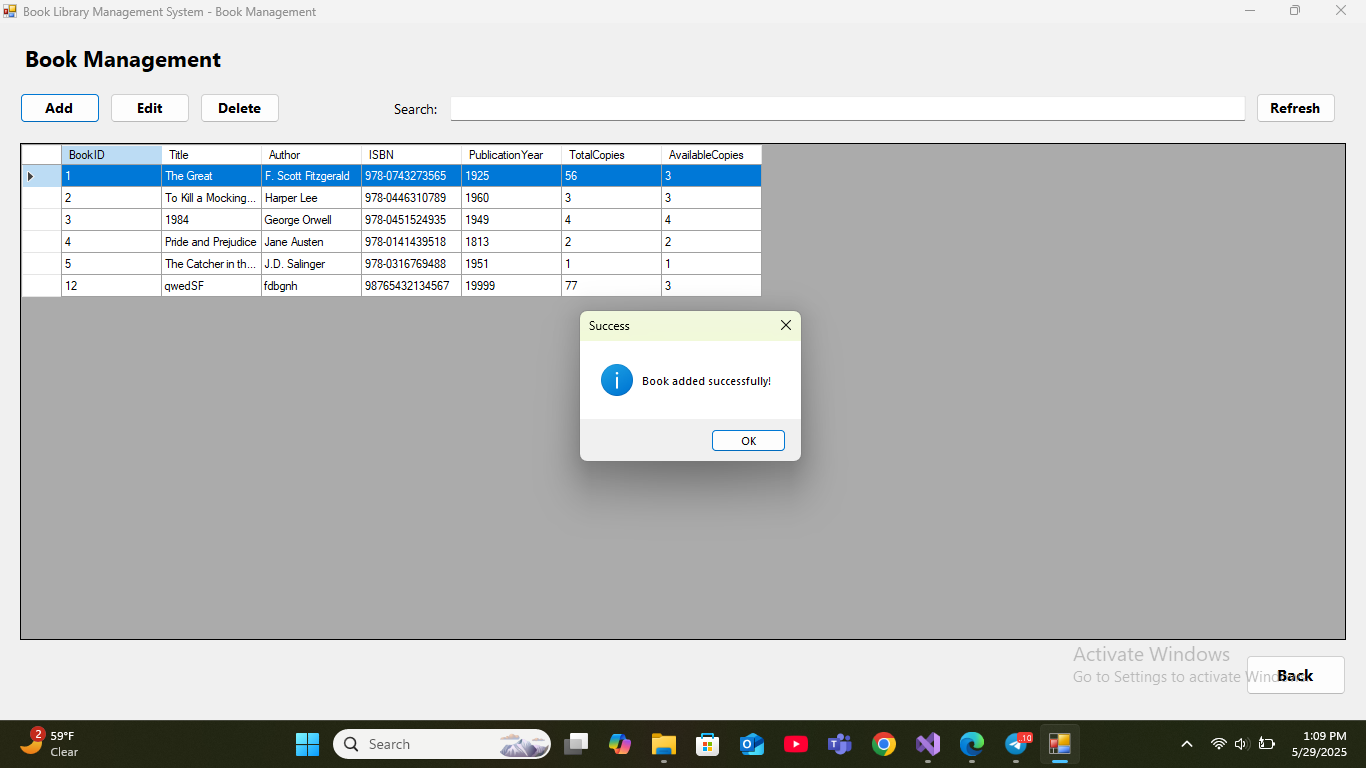 Book Library Management System - Book Management
Book Management
Add Edit Delete Search: Refresh
BookID Title Author ISBN PublicationYear TotalCopies AvailableCopies
1 The Great F. Scott Fitzgerald 978-0743273565 1925 56 3
2 To Kill a Mocking... Harper Lee 978-0446310789 1960 3 3
3 1984 George Orwell 978-0451524935 1949 4 4
4 Pride and Prejudice Jane Austen 978-0141439518 1813 2 2
5 The Catcher in th... J.D. Salinger 978-0316769488 1951 1 1
12 qwedSF fdbgnh 98765432134567 19999 77 3
Success
Book added successfully!
OK
Activate Windows
Go to Settings to activate
Back
2 59°F
Clear
Search
10
1:09 PM
5/29/2025